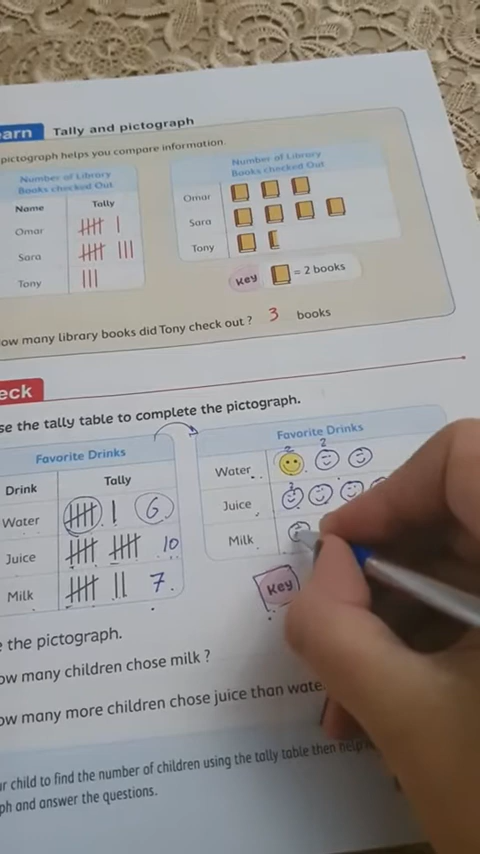 earn Tally and pictograph
pictograph helps you compare information.
Number of Library
Books checked Out
Name Tally
Omar
Sara
Tony
Number of Library
Books checked Out
Omar
Sara
Tony
Key = 2 books
ow many library books did Tony check out ? 3 books
eck
se the tally table to complete the pictograph.
Favorite Drinks
Drink Tally
Water 6
Juice 10
Milk 7.
Favorite Drinks
2 2
Water
Juice 2
Milk
Key
e the pictograph.
ow many children chose milk ?
ow many more children chose juice than wate
ur child to find the number of children using the tally table then help
ph and answer the questions.